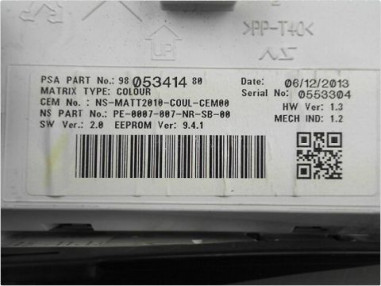 >PP-T40<
PSA PART No.: 98 053414 80
Date: 06/12/2013
MATRIX TYPE: COLOUR
Serial No: 0553304
CEM No.: NS-MATT2010-COUL-CEM00
HW Ver: 1.3
NS PART No: PE-0007-007-NR-SB-00
MECH IND: 1.2
SW Ver.: 2.0 EEPROM Ver: 9.4.1